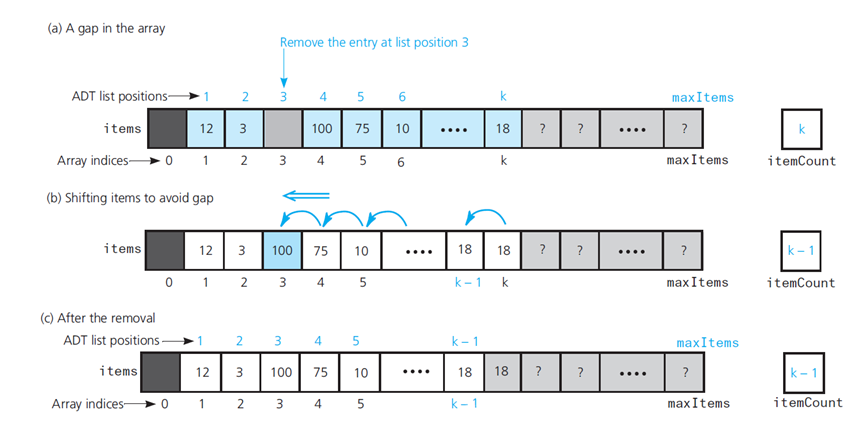 (a) A gap in the array
Remove the entry at list position 3
ADT list positions 1 2 3 4 5 6 k maxItems
items 12 3 100 75 10 •••• 18 ? ? •••• ? k
Array indices 0 1 2 3 4 5 6 k maxItems itemCount
(b) Shifting items to avoid gap
items 12 3 100 75 10 •••• 18 18 ? ? •••• ? k – 1
0 1 2 3 4 5 k – 1 k maxItems itemCount
(c) After the removal
ADT list positions 1 2 3 4 5 k – 1 maxItems
items 12 3 100 75 10 •••• 18 18 ? ? •••• ? k – 1
Array indices 0 1 2 3 4 5 k – 1 maxItems itemCount